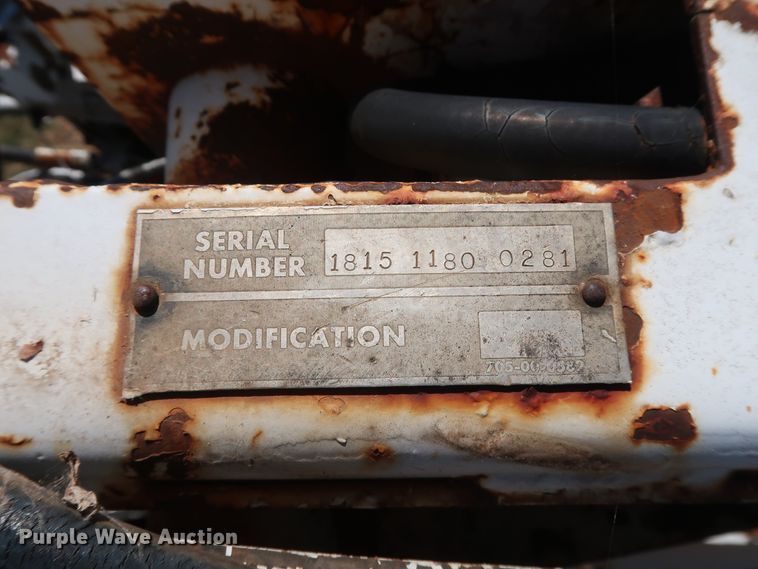 SERIAL
NUMBER
1815 1180 0281
MODIFICATION
Purple Wave Auction